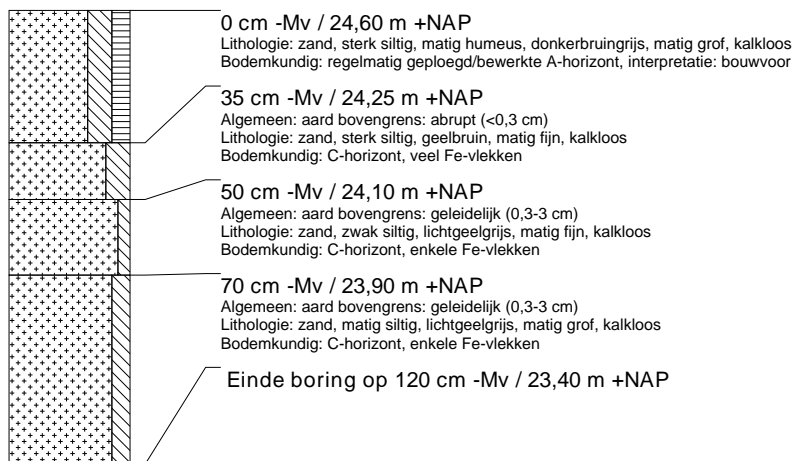 0 cm -Mv / 24,60 m +NAP
Lithologie: zand, sterk siltig, matig humeus, donkerbruingrijs, matig grof, kalkloos
Bodemkundig: regelmatig geploegd/bewerkte A-horizont, interpretatie: bouwvoor
35 cm -Mv / 24,25 m +NAP
Algemeen: aard bovengrens: abrupt (<0,3 cm)
Lithologie: zand, sterk siltig, geelbruin, matig fijn, kalkloos
Bodemkundig: C-horizont, veel Fe-vlekken
50 cm -Mv / 24,10 m +NAP
Algemeen: aard bovengrens: geleidelijk (0,3-3 cm)
Lithologie: zand, zwak siltig, lichtgeelgrijs, matig fijn, kalkloos
Bodemkundig: C-horizont, enkele Fe-vlekken
70 cm -Mv / 23,90 m +NAP
Algemeen: aard bovengrens: geleidelijk (0,3-3 cm)
Lithologie: zand, matig siltig, lichtgeelgrijs, matig grof, kalkloos
Bodemkundig: C-horizont, enkele Fe-vlekken
Einde boring op 120 cm -Mv / 23,40 m +NAP